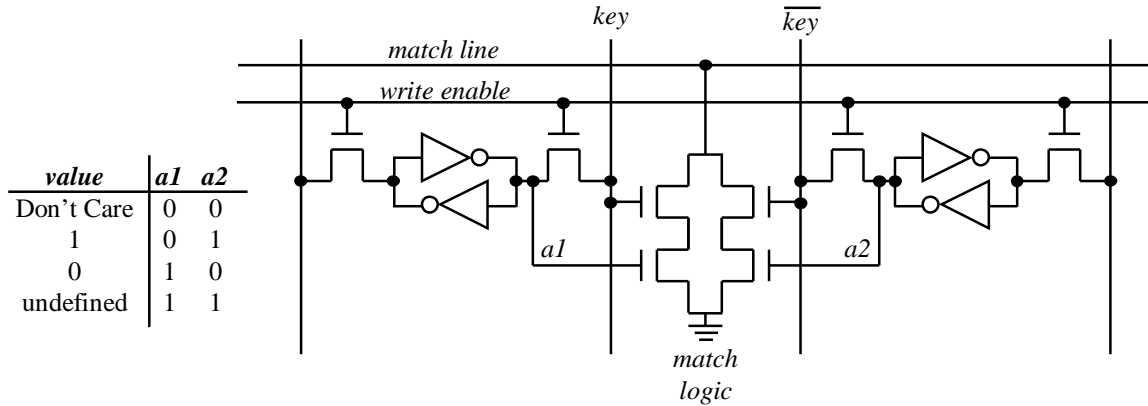 key
k̅e̅y̅
match line
write enable
value a1 a2
Don't Care 0 0
1 0 1
0 1 0
undefined 1 1
a1
a2
match
logic